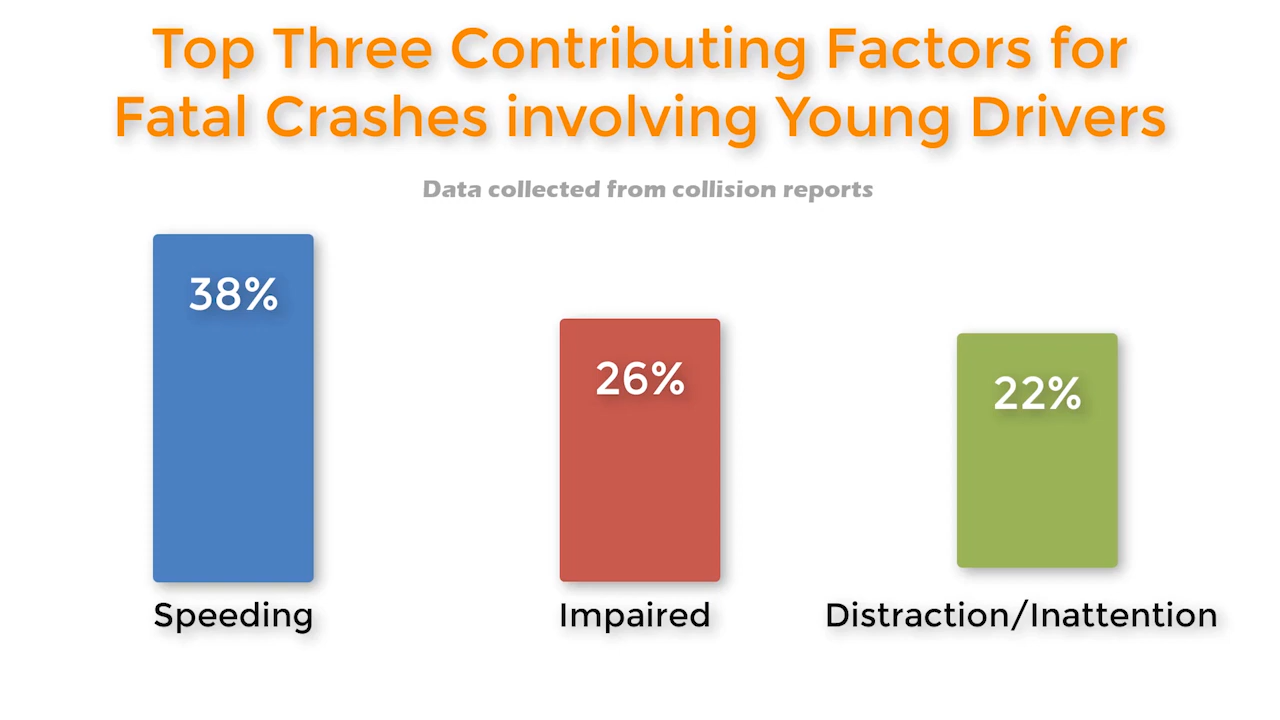 Top Three Contributing Factors for
Fatal Crashes involving Young Drivers
Data collected from collision reports
38%
26%
22%
Speeding
Impaired
Distraction/Inattention